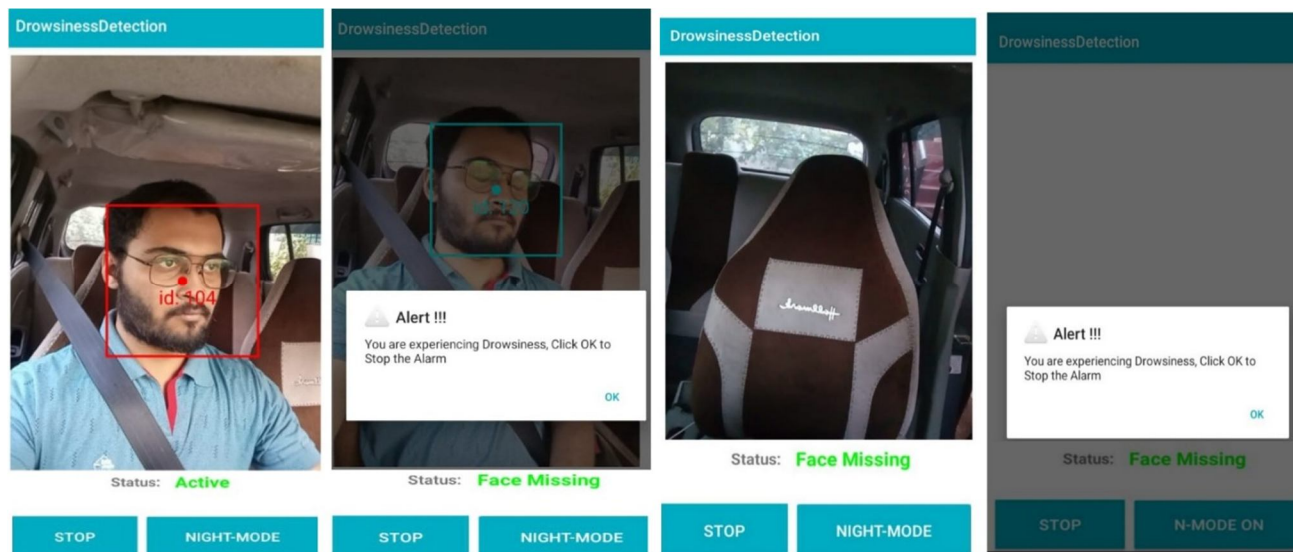 DrowsinessDetection
id: 104
Status: Active
STOP
NIGHT-MODE
DrowsinessDetection
Alert !!!
You are experiencing Drowsiness, Click OK to
Stop the Alarm
OK
Status: Face Missing
STOP
NIGHT-MODE
DrowsinessDetection
Status: Face Missing
STOP
NIGHT-MODE
DrowsinessDetection
Alert !!!
You are experiencing Drowsiness, Click OK to
Stop the Alarm
OK
Status: Face Missing
STOP
N-MODE ON